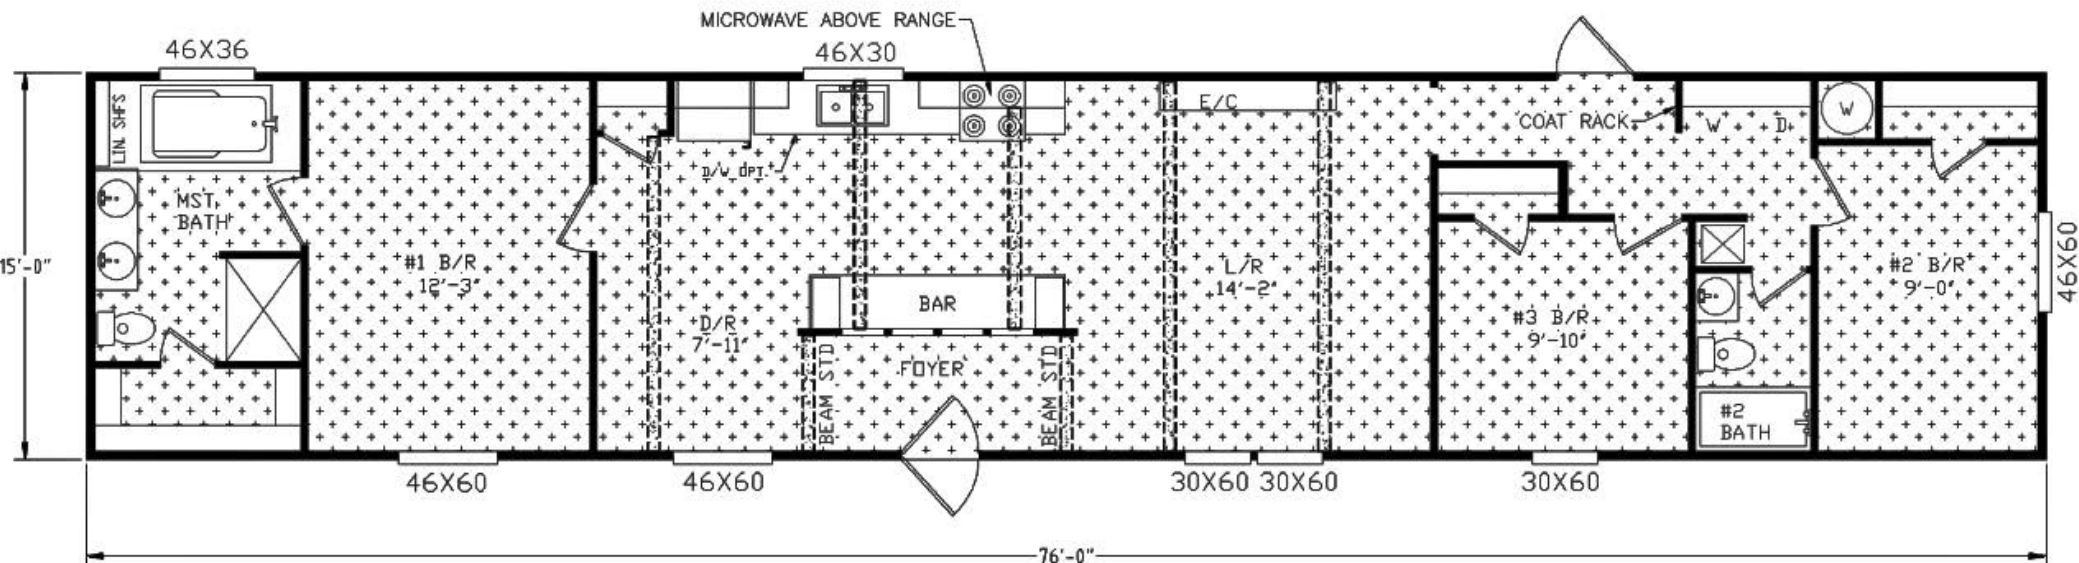 MICROWAVE ABOVE RANGE
46X36
46X30
LIN. SHFS
E/C
COAT RACK
W
D
W
D/W OPT.
MST.
BATH
#1 B/R
12'-3"
D/R
7'-11"
BAR
L/R
14'-2"
#2 B/R
9'-0"
46X60
15'-0"
#3 B/R
9'-10"
BEAM STD
FOYER
BEAM STD
#2
BATH
46X60
46X60
30X60
30X60
30X60
76'-0"